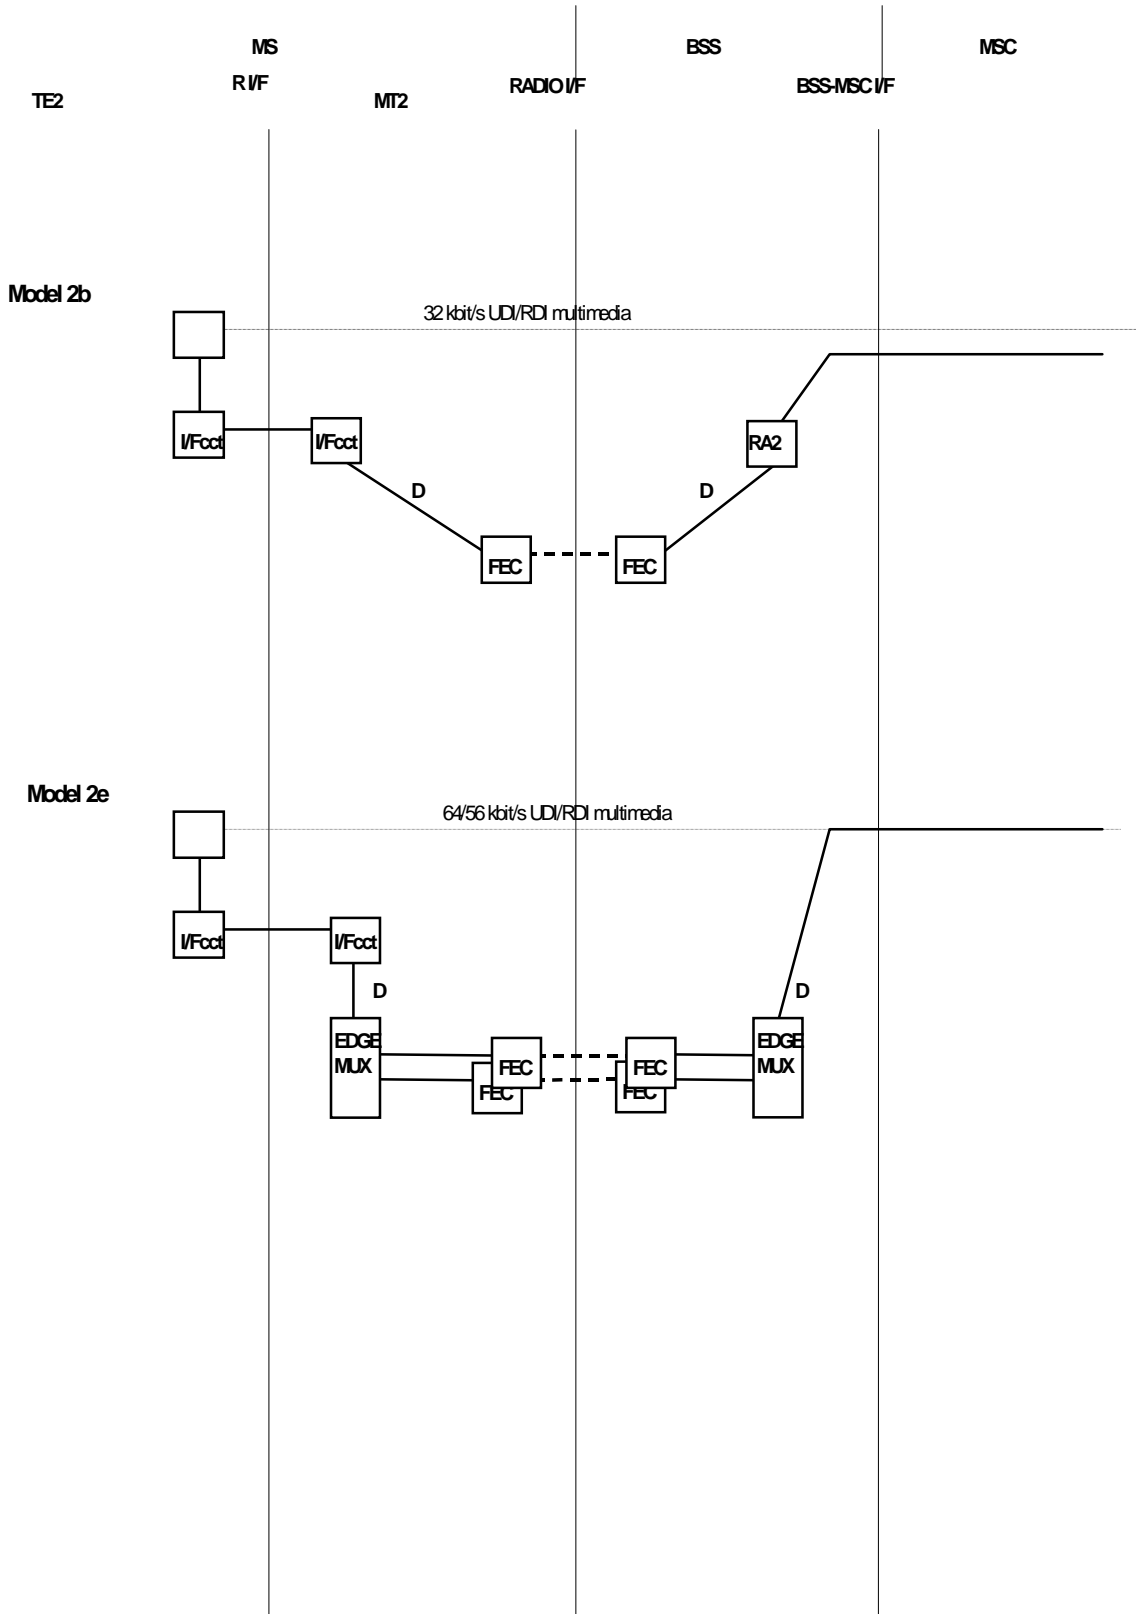 MS
BSS
MSC
R I/F
RADIO I/F
BSS-MSC I/F
TE2
MT2
Model 2b
32 kbit/s UDI/RDI multimedia
I/Fcct
I/Fcct
RA2
D
D
FEC
FEC
Model 2e
64/56 kbit/s UDI/RDI multimedia
I/Fcct
I/Fcct
D
D
EDGE
MUX
FEC
FEC
EDGE
MUX
FEC
FEC